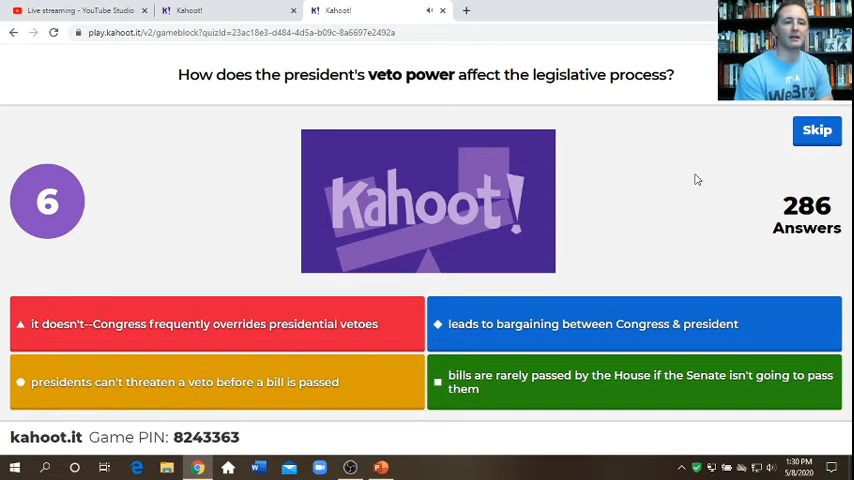 Live streaming - YouTube Studio
Kahoot!
Kahoot!
play.kahoot.it/v2/gameblock?quizId=23ac18e3-d484-4d5a-b09c-8a6697e2492a
How does the president's veto power affect the legislative process?
IT'S A
Skip
6
Kahoot!
286
Answers
it doesn't--Congress frequently overrides presidential vetoes
leads to bargaining between Congress & president
presidents can't threaten a veto before a bill is passed
bills are rarely passed by the House if the Senate isn't going to pass
them
kahoot.it Game PIN: 8243363
1:30 PM
5/8/2020